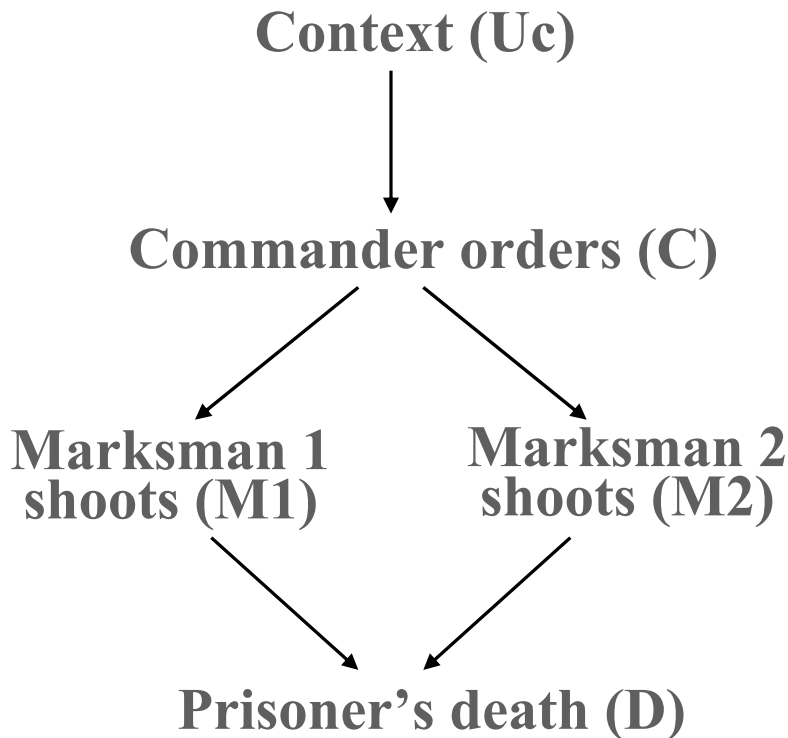 Context (Uc)
Commander orders (C)
Marksman 1
shoots (M1)
Marksman 2
shoots (M2)
Prisoner’s death (D)